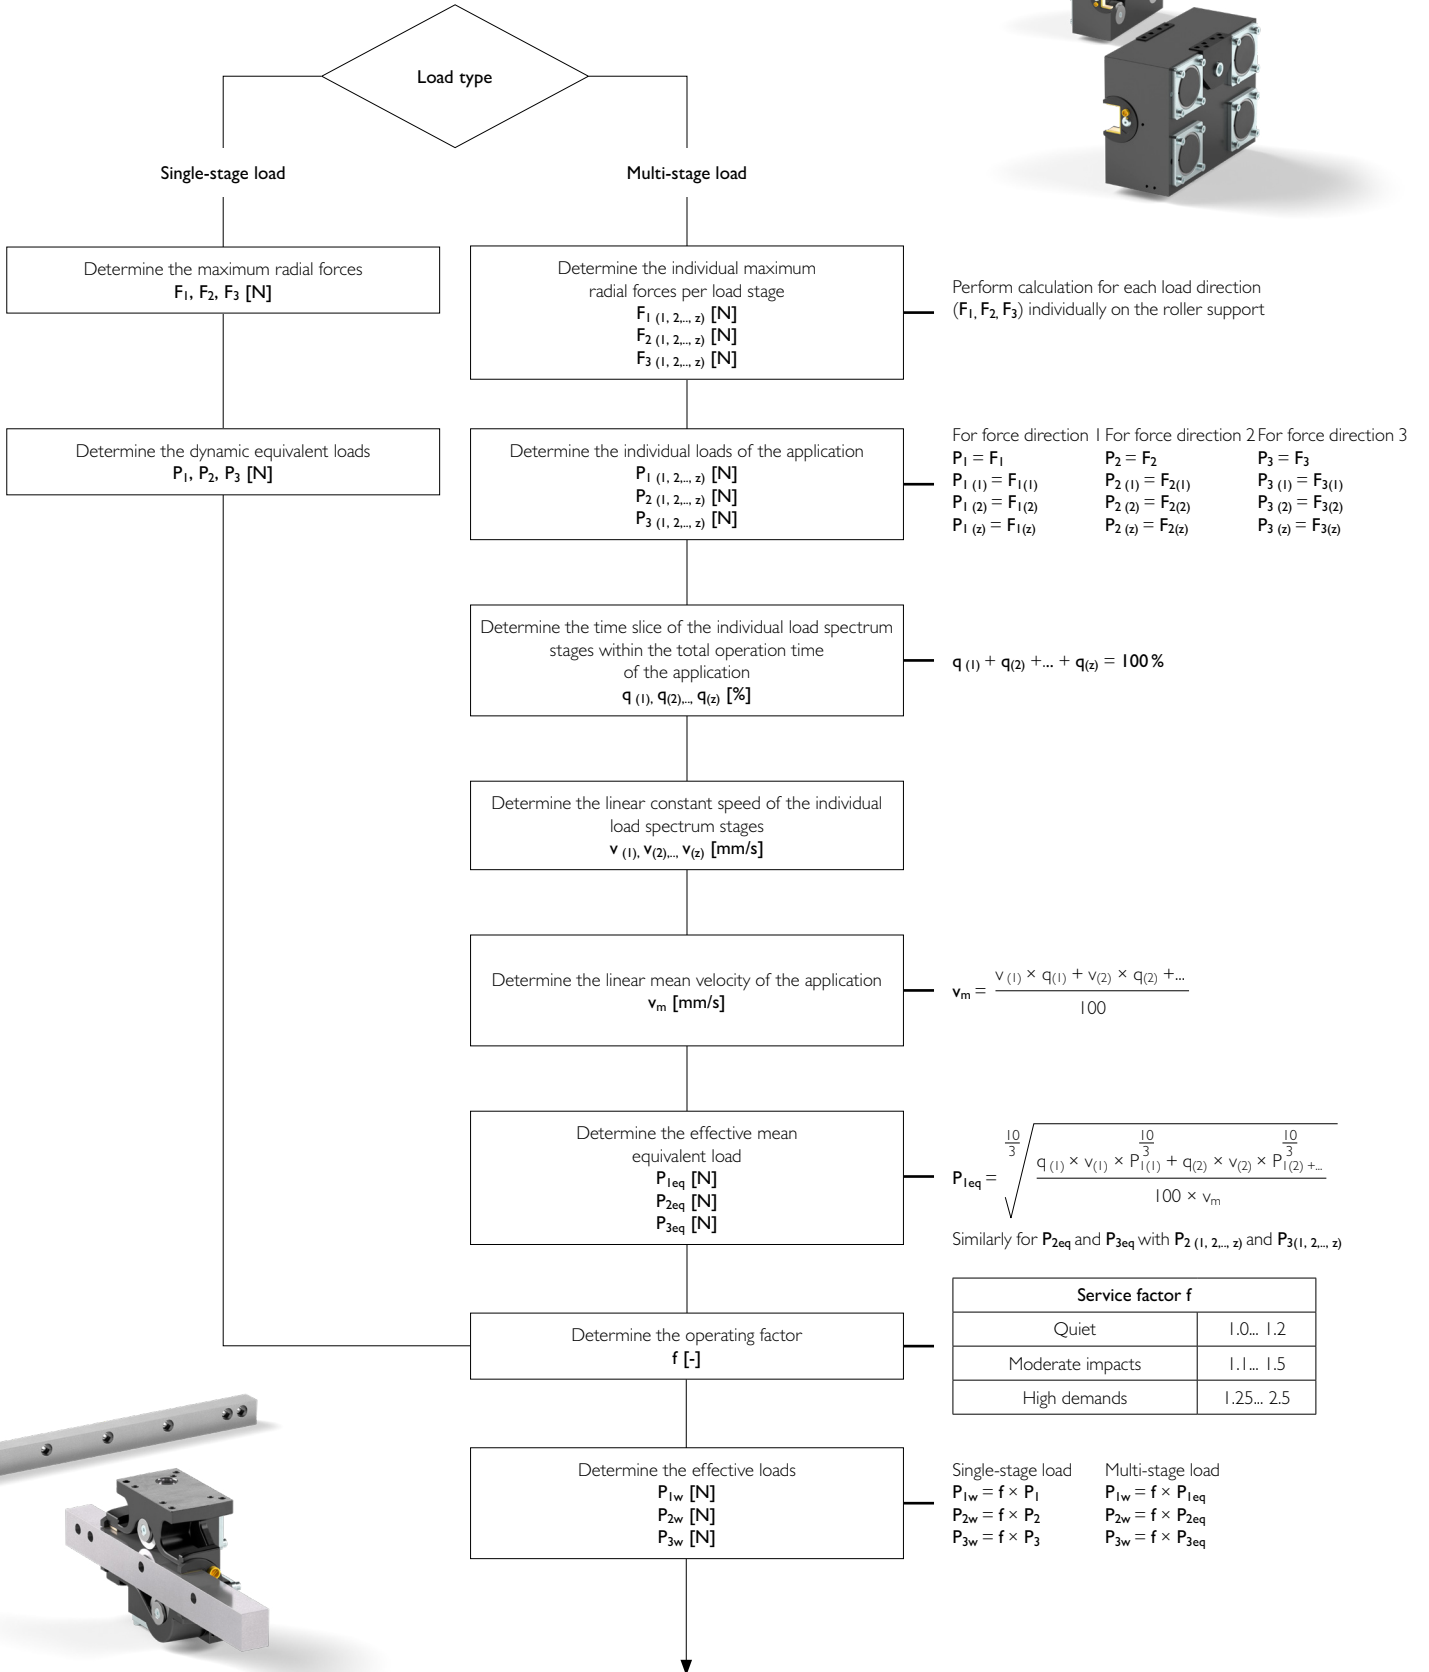 Load type
Single-stage load
Multi-stage load
Determine the maximum radial forces
F1, F2, F3 [N]
Determine the individual maximum
radial forces per load stage
F1 (1, 2,.., z) [N]
F2 (1, 2,.., z) [N]
F3 (1, 2,.., z) [N]
Perform calculation for each load direction
(F1, F2, F3) individually on the roller support
Determine the dynamic equivalent loads
P1, P2, P3 [N]
Determine the individual loads of the application
P1 (1, 2,.., z) [N]
P2 (1, 2,.., z) [N]
P3 (1, 2,.., z) [N]
For force direction 1 For force direction 2 For force direction 3
P1 = F1 P2 = F2 P3 = F3
P1 (1) = F1(1) P2 (1) = F2(1) P3 (1) = F3(1)
P1 (2) = F1(2) P2 (2) = F2(2) P3 (2) = F3(2)
P1 (z) = F1(z) P2 (z) = F2(z) P3 (z) = F3(z)
Determine the time slice of the individual load spectrum
stages within the total operation time
of the application
q (1), q(2),.., q(z) [%]
q (1) + q(2) +... + q(z) = 100 %
Determine the linear constant speed of the individual
load spectrum stages
v (1), v(2),.., v(z) [mm/s]
Determine the linear mean velocity of the application
vm [mm/s]
v (1) × q(1) + v(2) × q(2) +...
vm =
100
Determine the effective mean
equivalent load
P1eq [N]
P2eq [N]
P3eq [N]
10 10 10
3 3 3
q (1) × v(1) × P1(1) + q(2) × v(2) × P1(2) +...
P1eq =
100 × vm
Similarly for P2eq and P3eq with P2 (1, 2,.., z) and P3(1, 2,.., z)
Determine the operating factor
f [-]
Service factor f
Quiet 1.0... 1.2
Moderate impacts 1.1... 1.5
High demands 1.25... 2.5
Determine the effective loads
P1w [N]
P2w [N]
P3w [N]
Single-stage load Multi-stage load
P1w = f × P1 P1w = f × P1eq
P2w = f × P2 P2w = f × P2eq
P3w = f × P3 P3w = f × P3eq